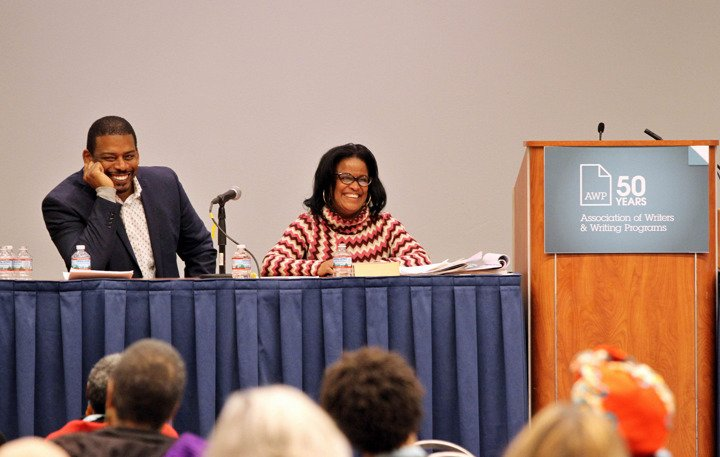 AWP
50
YEARS
Association of Writers
& Writing Programs